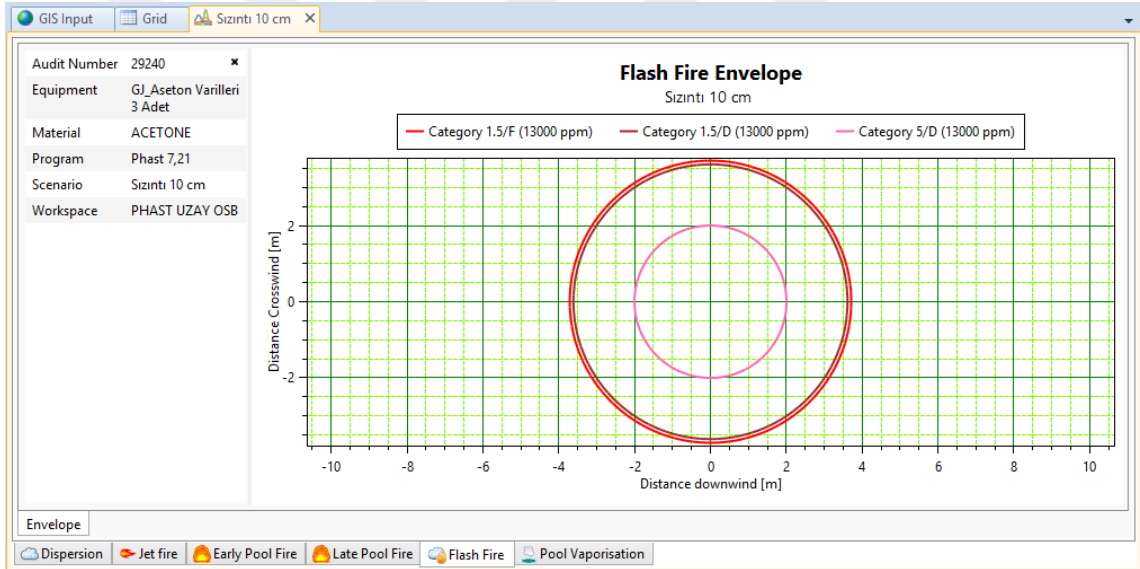 GIS Input Grid Sızıntı 10 cm
Audit Number 29240
Equipment GJ_Aseton Varilleri
3 Adet
Material ACETONE
Program Phast 7,21
Scenario Sızıntı 10 cm
Workspace PHAST UZAY OSB
Flash Fire Envelope
Sızıntı 10 cm
Category 1.5/F (13000 ppm) Category 1.5/D (13000 ppm) Category 5/D (13000 ppm)
Distance Crosswind [m]
2
0
-2
-10 -8 -6 -4 -2 0 2 4 6 8 10
Distance downwind [m]
Envelope
Dispersion Jet fire Early Pool Fire Late Pool Fire Flash Fire Pool Vaporisation